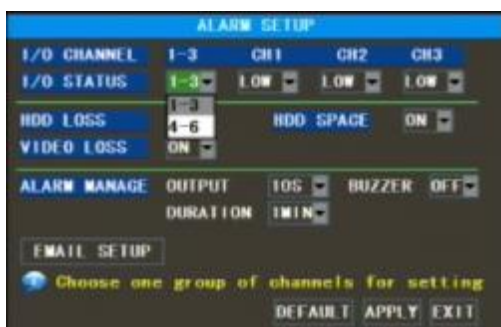 ALARM SETUP
I/O CHANNEL 1-3 CH1 CH2 CH3
I/O STATUS 1-3 LOW LOW LOW
1-3
HDD LOSS 4-6 HDD SPACE ON
VIDEO LOSS ON
ALARM MANAGE OUTPUT 10S BUZZER OFF
DURATION 1MIN
EMAIL SETUP
Choose one group of channels for setting
DEFAULT APPLY EXIT